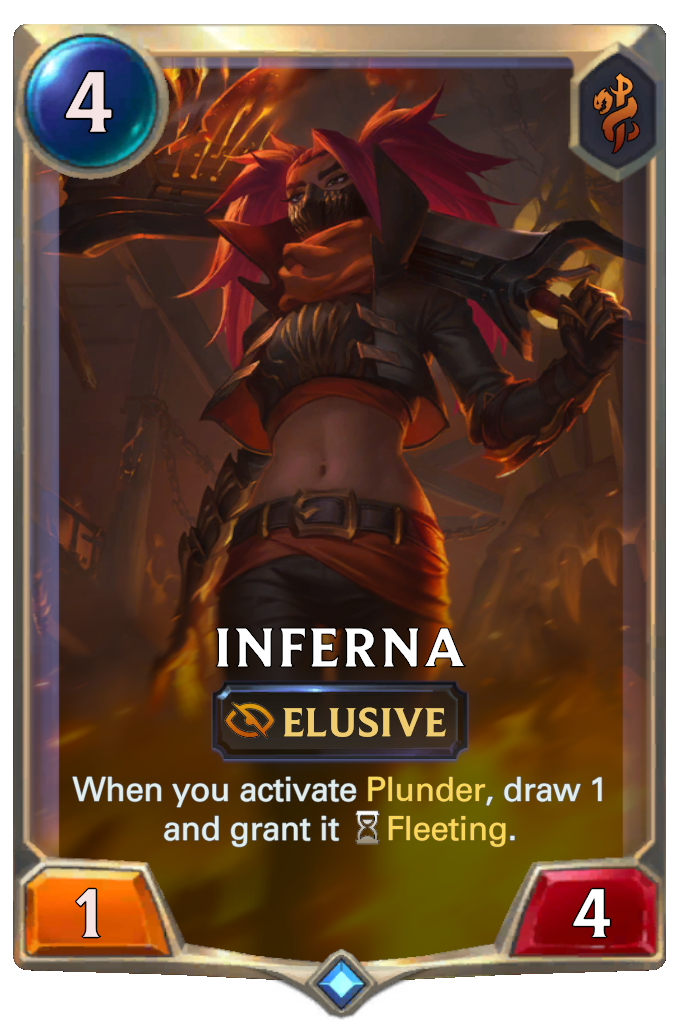 4
INFERNA
ELUSIVE
When you activate Plunder, draw 1
and grant it Fleeting.
1
4